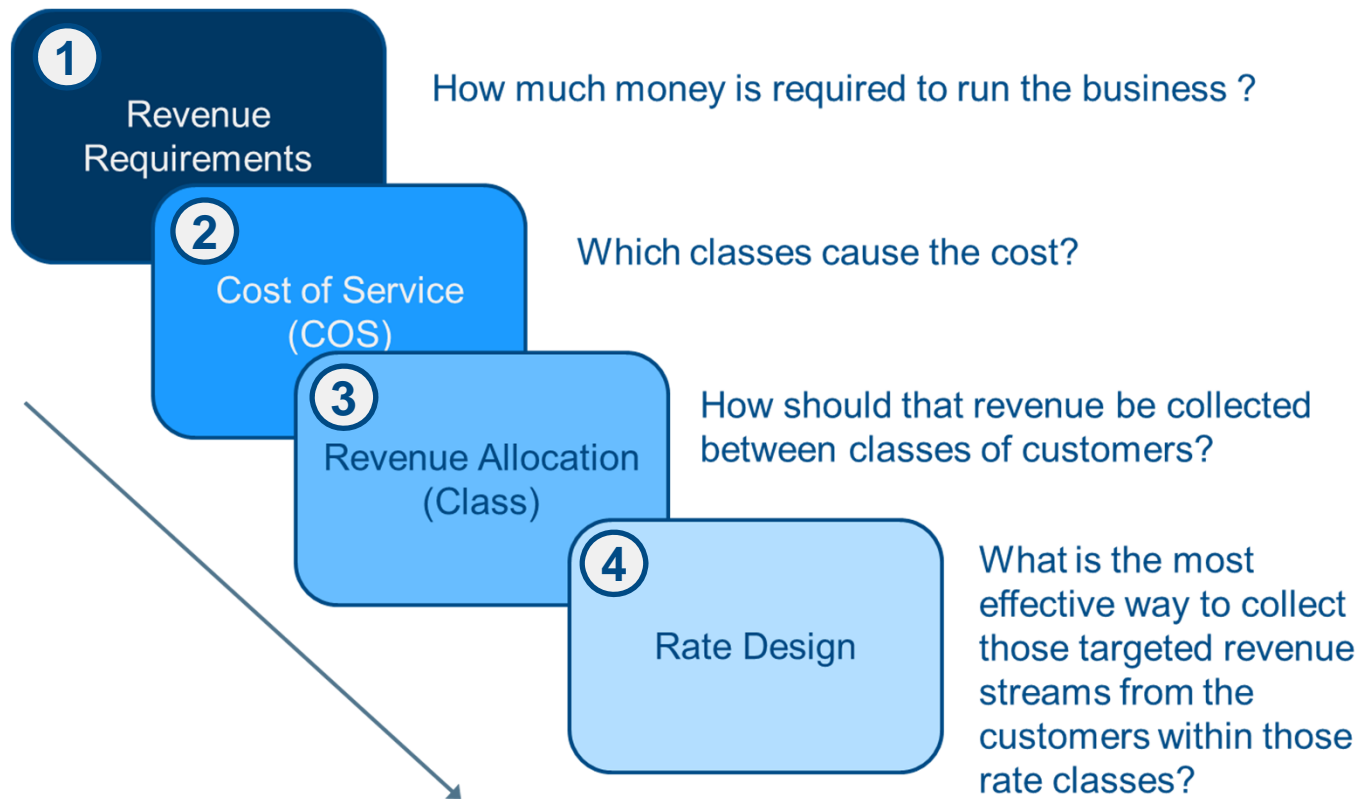 1
Revenue
Requirements
How much money is required to run the business ?
2
Cost of Service
(COS)
Which classes cause the cost?
3
Revenue Allocation
(Class)
How should that revenue be collected
between classes of customers?
4
Rate Design
What is the most
effective way to collect
those targeted revenue
streams from the
customers within those
rate classes?